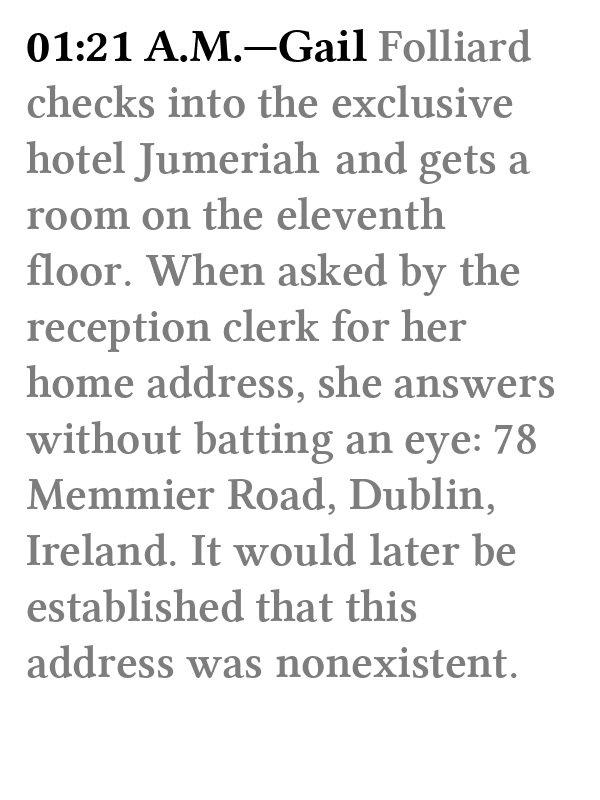 01:21 A.M.—Gail Folliard
checks into the exclusive
hotel Jumeriah and gets a
room on the eleventh
floor. When asked by the
reception clerk for her
home address, she answers
without batting an eye: 78
Memmier Road, Dublin,
Ireland. It would later be
established that this
address was nonexistent.